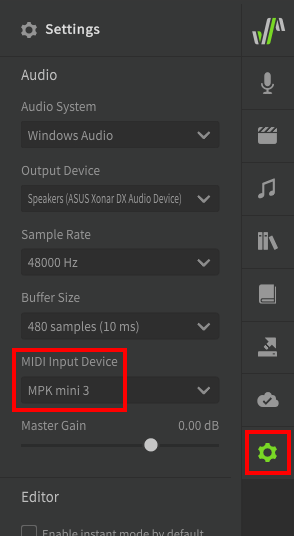 Settings
Audio
Audio System
Windows Audio
Output Device
Speakers (ASUS Xonar DX Audio Device)
Sample Rate
48000 Hz
Buffer Size
480 samples (10 ms)
MIDI Input Device
MPK mini 3
Master Gain 0.00 dB
Editor
Enable instant mode by default